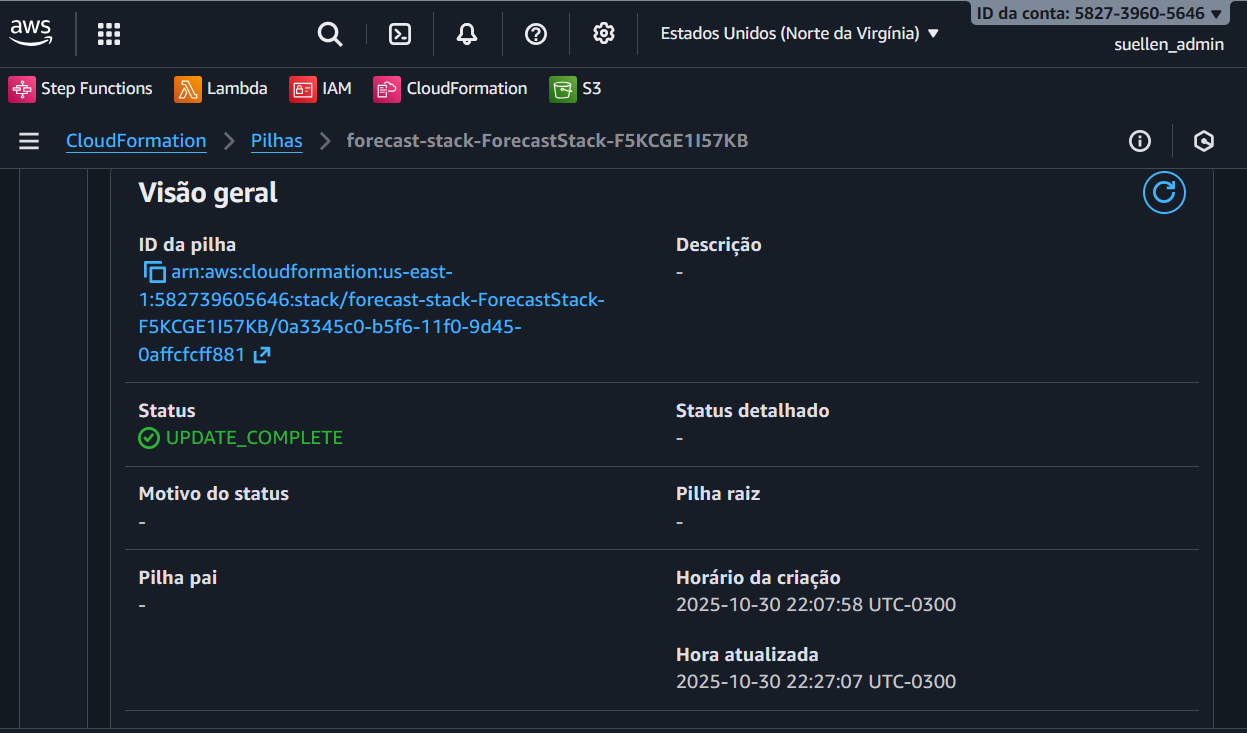 aws
Estados Unidos (Norte da Virgínia) ▼
ID da conta: 5827-3960-5646 ▼
suellen_admin
Step Functions
Lambda
IAM
CloudFormation
S3
CloudFormation > Pilhas > forecast-stack-ForecastStack-F5KCGE1I57KB
Visão geral
ID da pilha
arn:aws:cloudformation:us-east-
1:582739605646:stack/forecast-stack-ForecastStack-
F5KCGE1I57KB/0a3345c0-b5f6-11f0-9d45-
0affcfcff881
Descrição
-
Status
UPDATE_COMPLETE
Status detalhado
-
Motivo do status
-
Pilha raiz
-
Pilha pai
-
Horário da criação
2025-10-30 22:07:58 UTC-0300
Hora atualizada
2025-10-30 22:27:07 UTC-0300